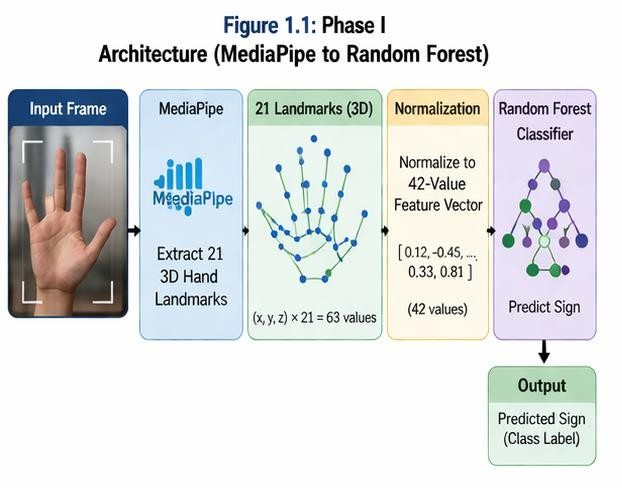 Figure 1.1: Phase I
Architecture (MediaPipe to Random Forest)
Input Frame
MediaPipe
MediaPipe
Extract 21
3D Hand
Landmarks
21 Landmarks (3D)
(x, y, z) × 21 = 63 values
Normalization
Normalize to
42-Value
Feature Vector
[ 0.12, -0.45, ...,
0.33, 0.81 ]
(42 values)
Random Forest
Classifier
Predict Sign
Output
Predicted Sign
(Class Label)